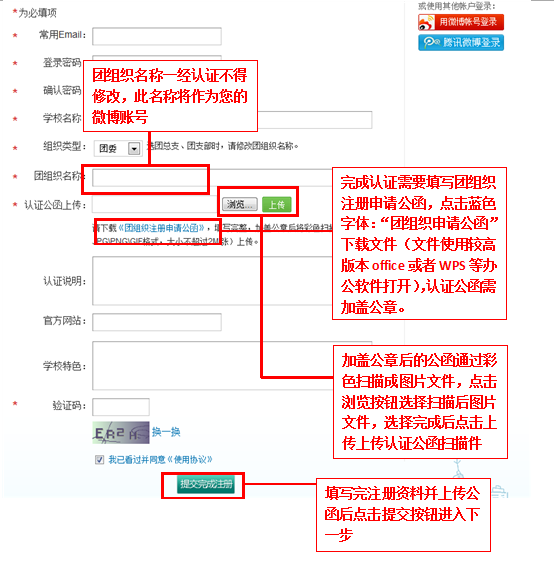 *为必填项
或使用其他帐户登录:
* 常用Email:
用微博帐号登录
腾讯微博登录
* 登录密码
* 确认密码
团组织名称一经认证不得
修改，此名称将作为您的
微博账号
* 学校名称
* 组织类型: 团委 选团总支、团支部时，请修改团组织名称。
* 团组织名称:
* 认证公函上传: 浏览... 上传
请下载《团组织注册申请公函》，填写完整，加盖公章后将彩色扫描
JPG\PNG\GIF格式，大小不超过2M/张）上传。
完成认证需要填写团组织
注册申请公函，点击蓝色
字体：“团组织申请公函”
下载文件（文件使用较高
版本 office 或者 WPS 等办
公软件打开），认证公函需
加盖公章。
认证说明:
官方网站:
学校特色:
加盖公章后的公函通过彩
色扫描成图片文件，点击
浏览按钮选择扫描后图片
文件，选择完成后点击上
传上传认证公函扫描件
* 验证码:
ER2A 换一换
我已看过并同意《使用协议》
提交完成注册
填写完注册资料并上传公
函后点击提交按钮进入下
一步